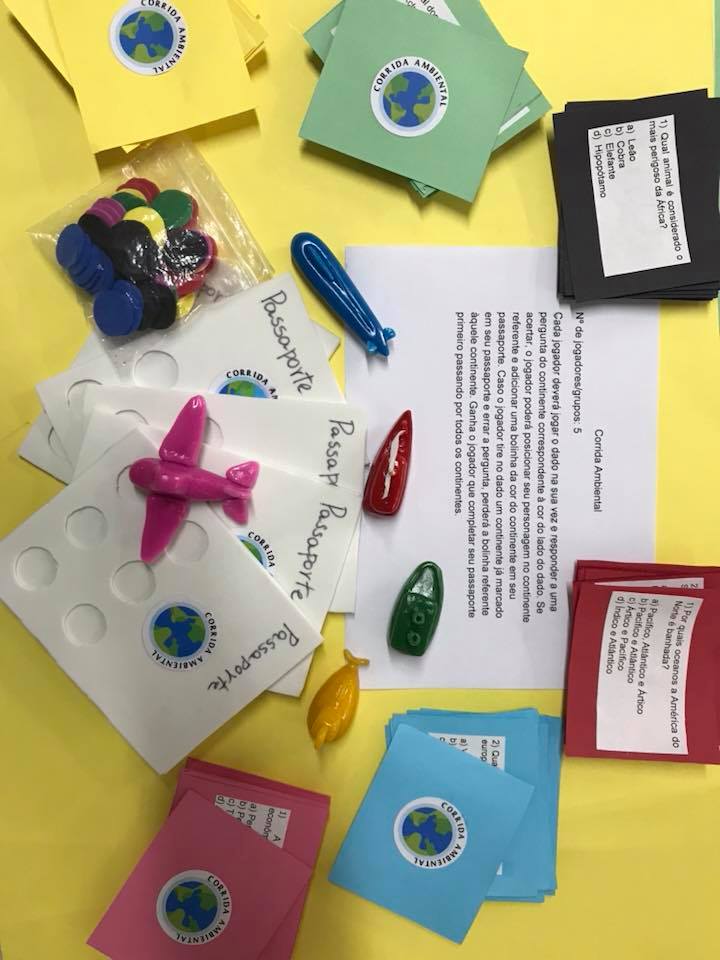 1) Qual animal é considerado o
mais perigoso da África?
a) Leão
b) Cobra
c) Elefante
d) Hipopótamo
1) Por quais oceanos a América do
Norte é banhada?
a) Pacífico, Atlântico e Ártico
b) Pacífico e Atlântico
c) Ártico e Pacífico
d) Índico e Atlântico
Corrida Ambiental
Nº de jogadores/grupos: 5
Cada jogador deverá jogar o dado na sua vez e responder a uma
pergunta do continente correspondente à cor do lado do dado. Se
acertar, o jogador poderá posicionar seu personagem no continente
referente e adicionar uma bolinha da cor do continente em seu
passaporte. Caso o jogador tire no dado um continente já marcado
em seu passaporte e errar a pergunta, perderá a bolinha referente
àquele continente. Ganha o jogador que completar seu passaporte
primeiro passando por todos os continentes.
CORRIDA AMBIENTAL
2) Qua
europ
a)
b)
c)
d)
CORRIDA AMBIENTAL
Passaporte
Passap
Passaporte
Passaporte
CORRIDA AMBIENTAL
1) A
econôm
a) Per
b) Pe
c) T
d)
CORRIDA AMBIENTAL
CORRIDA AMBIENTAL